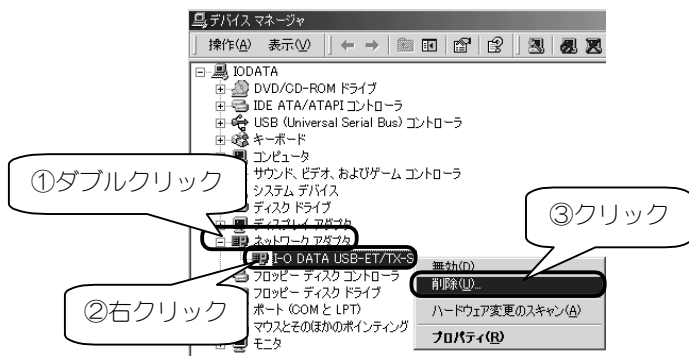 デバイス マネージャ
操作(A) 表示(V)
IODATA
DVD/CD-ROM ドライブ
IDE ATA/ATAPI コントローラ
USB (Universal Serial Bus) コントローラ
キーボード
コンピュータ
サウンド、ビデオ、およびゲーム コントローラ
システム デバイス
ディスク ドライブ
ディスプレイ アダプタ
ネットワーク アダプタ
I-O DATA USB-ET/TX-S
フロッピー ディスク コントローラ
フロッピー ディスク ドライブ
ポート (COM と LPT)
マウスとそのほかのポインティング
モニタ
①ダブルクリック
②右クリック
③クリック
無効(D)
削除(U)...
ハードウェア変更のスキャン(A)
プロパティ(R)